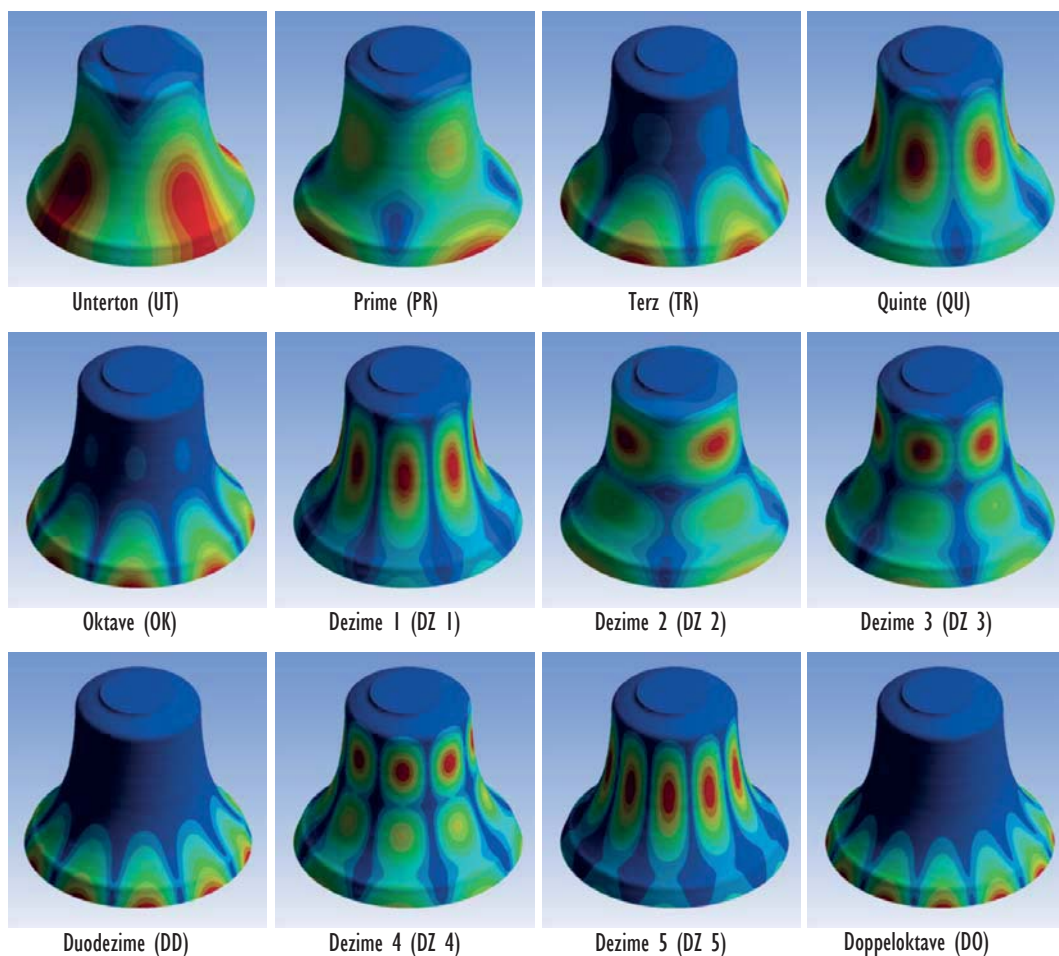 Unterton (UT)
Prime (PR)
Terz (TR)
Quinte (QU)
Oktave (OK)
Dezime 1 (DZ 1)
Dezime 2 (DZ 2)
Dezime 3 (DZ 3)
Duodezime (DD)
Dezime 4 (DZ 4)
Dezime 5 (DZ 5)
Doppeloktave (DO)